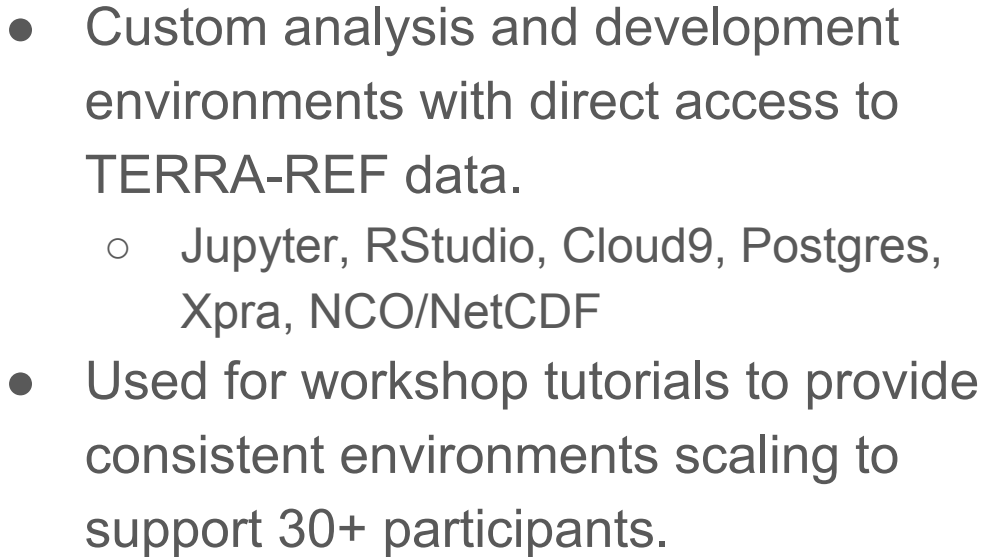 ● Custom analysis and development
environments with direct access to
TERRA-REF data.
○ Jupyter, RStudio, Cloud9, Postgres,
Xpra, NCO/NetCDF
● Used for workshop tutorials to provide
consistent environments scaling to
support 30+ participants.